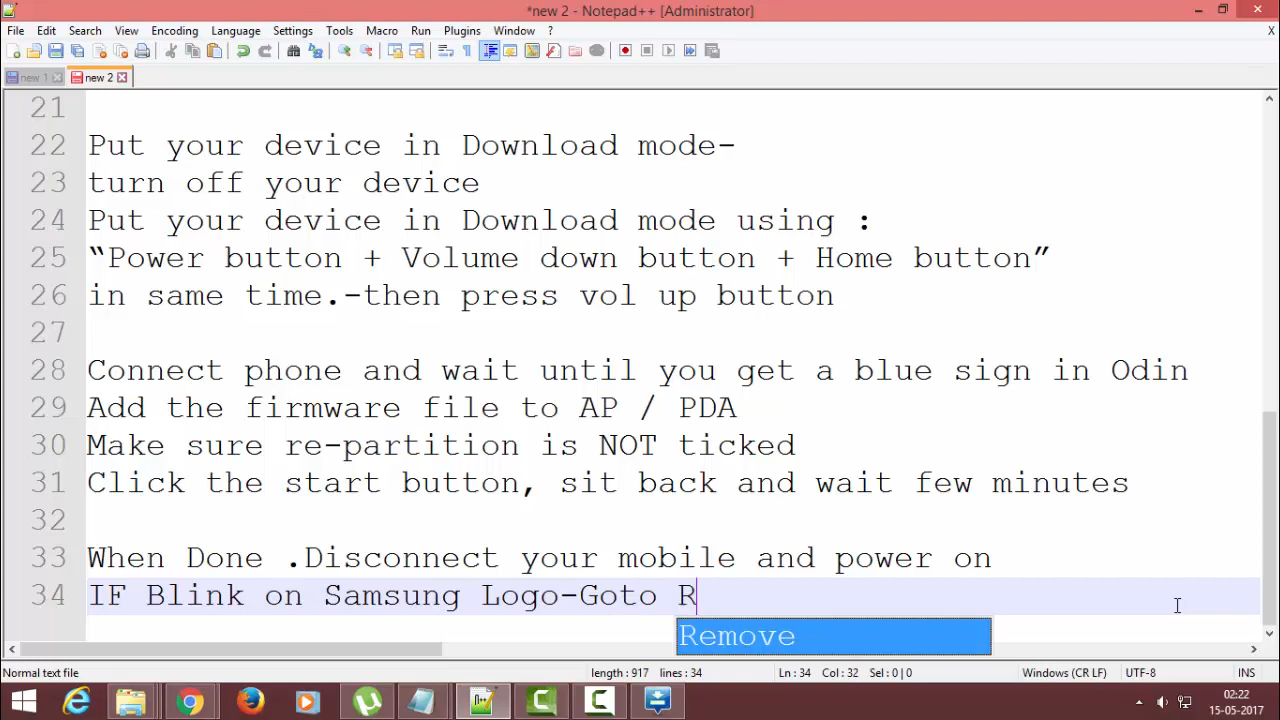 *new 2 - Notepad++ [Administrator]
File Edit Search View Encoding Language Settings Tools Macro Run Plugins Window ? X
new 1 new 2
21
22 Put your device in Download mode-
23 turn off your device
24 Put your device in Download mode using :
25 “Power button + Volume down button + Home button”
26 in same time.-then press vol up button
27
28 Connect phone and wait until you get a blue sign in Odin
29 Add the firmware file to AP / PDA
30 Make sure re-partition is NOT ticked
31 Click the start button, sit back and wait few minutes
32
33 When Done .Disconnect your mobile and power on
34 IF Blink on Samsung Logo-Goto R
Remove
Normal text file length : 917 lines : 34 Ln : 34 Col : 32 Sel : 0 | 0 Windows (CR LF) UTF-8 INS
02:22
15-05-2017